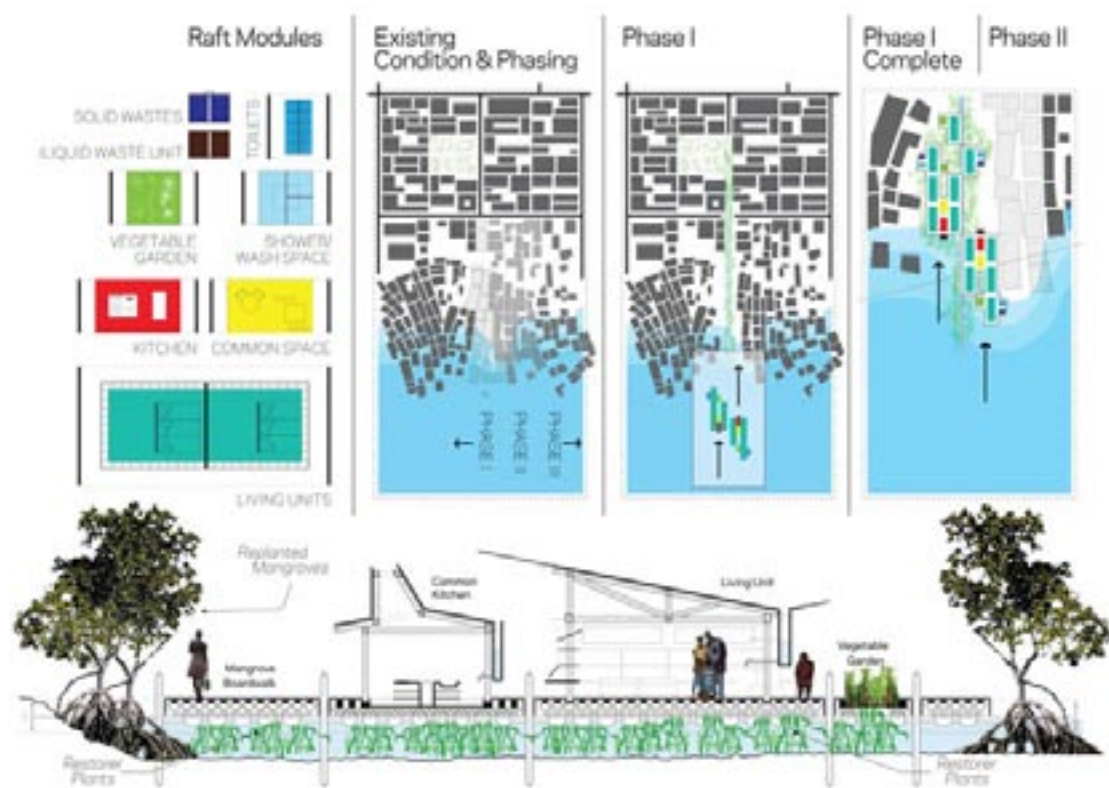 Raft Modules
SOLID WASTES
(LIQUID WASTE UNIT
TOILETS
VEGETABLE
GARDEN
SHOWER/
WASH SPACE
KITCHEN
COMMON SPACE
LIVING UNITS
Existing
Condition & Phasing
PHASE I
PHASE II
PHASE III
Phase I
Phase I
Complete
Phase II
Replanted
Mangroves
Common
Kitchen
Living Unit
Mangrove
Boardwalk
Vegetable
Garden
Restorer
Plants
Restorer
Plants